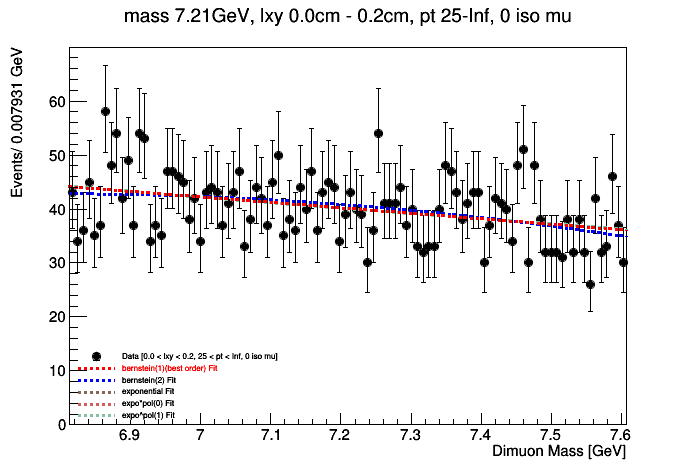 mass 7.21GeV, lxy 0.0cm - 0.2cm, pt 25-Inf, 0 iso mu
Events/ 0.007931 GeV
60
50
40
30
20
10
0
Data [0.0 < lxy < 0.2, 25 < pt < Inf, 0 iso mu]
bernstein(1)(best order) Fit
bernstein(2) Fit
exponential Fit
expo*pol(0) Fit
expo*pol(1) Fit
6.9 7 7.1 7.2 7.3 7.4 7.5 7.6
Dimuon Mass [GeV]